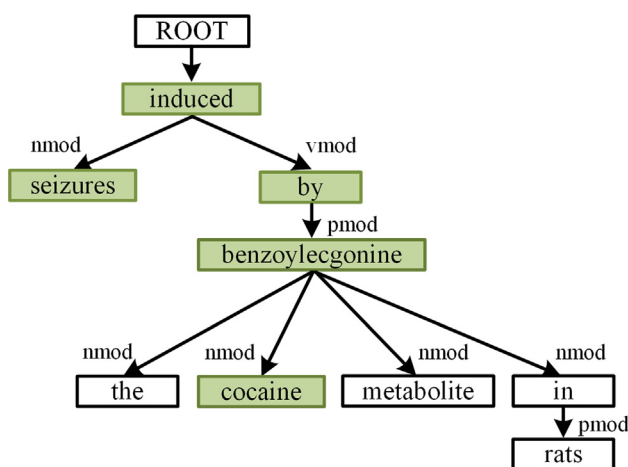 ROOT
induced
nmod vmod
seizures by
pmod
benzoylecgonine
nmod nmod nmod nmod
the cocaine metabolite in
pmod
rats